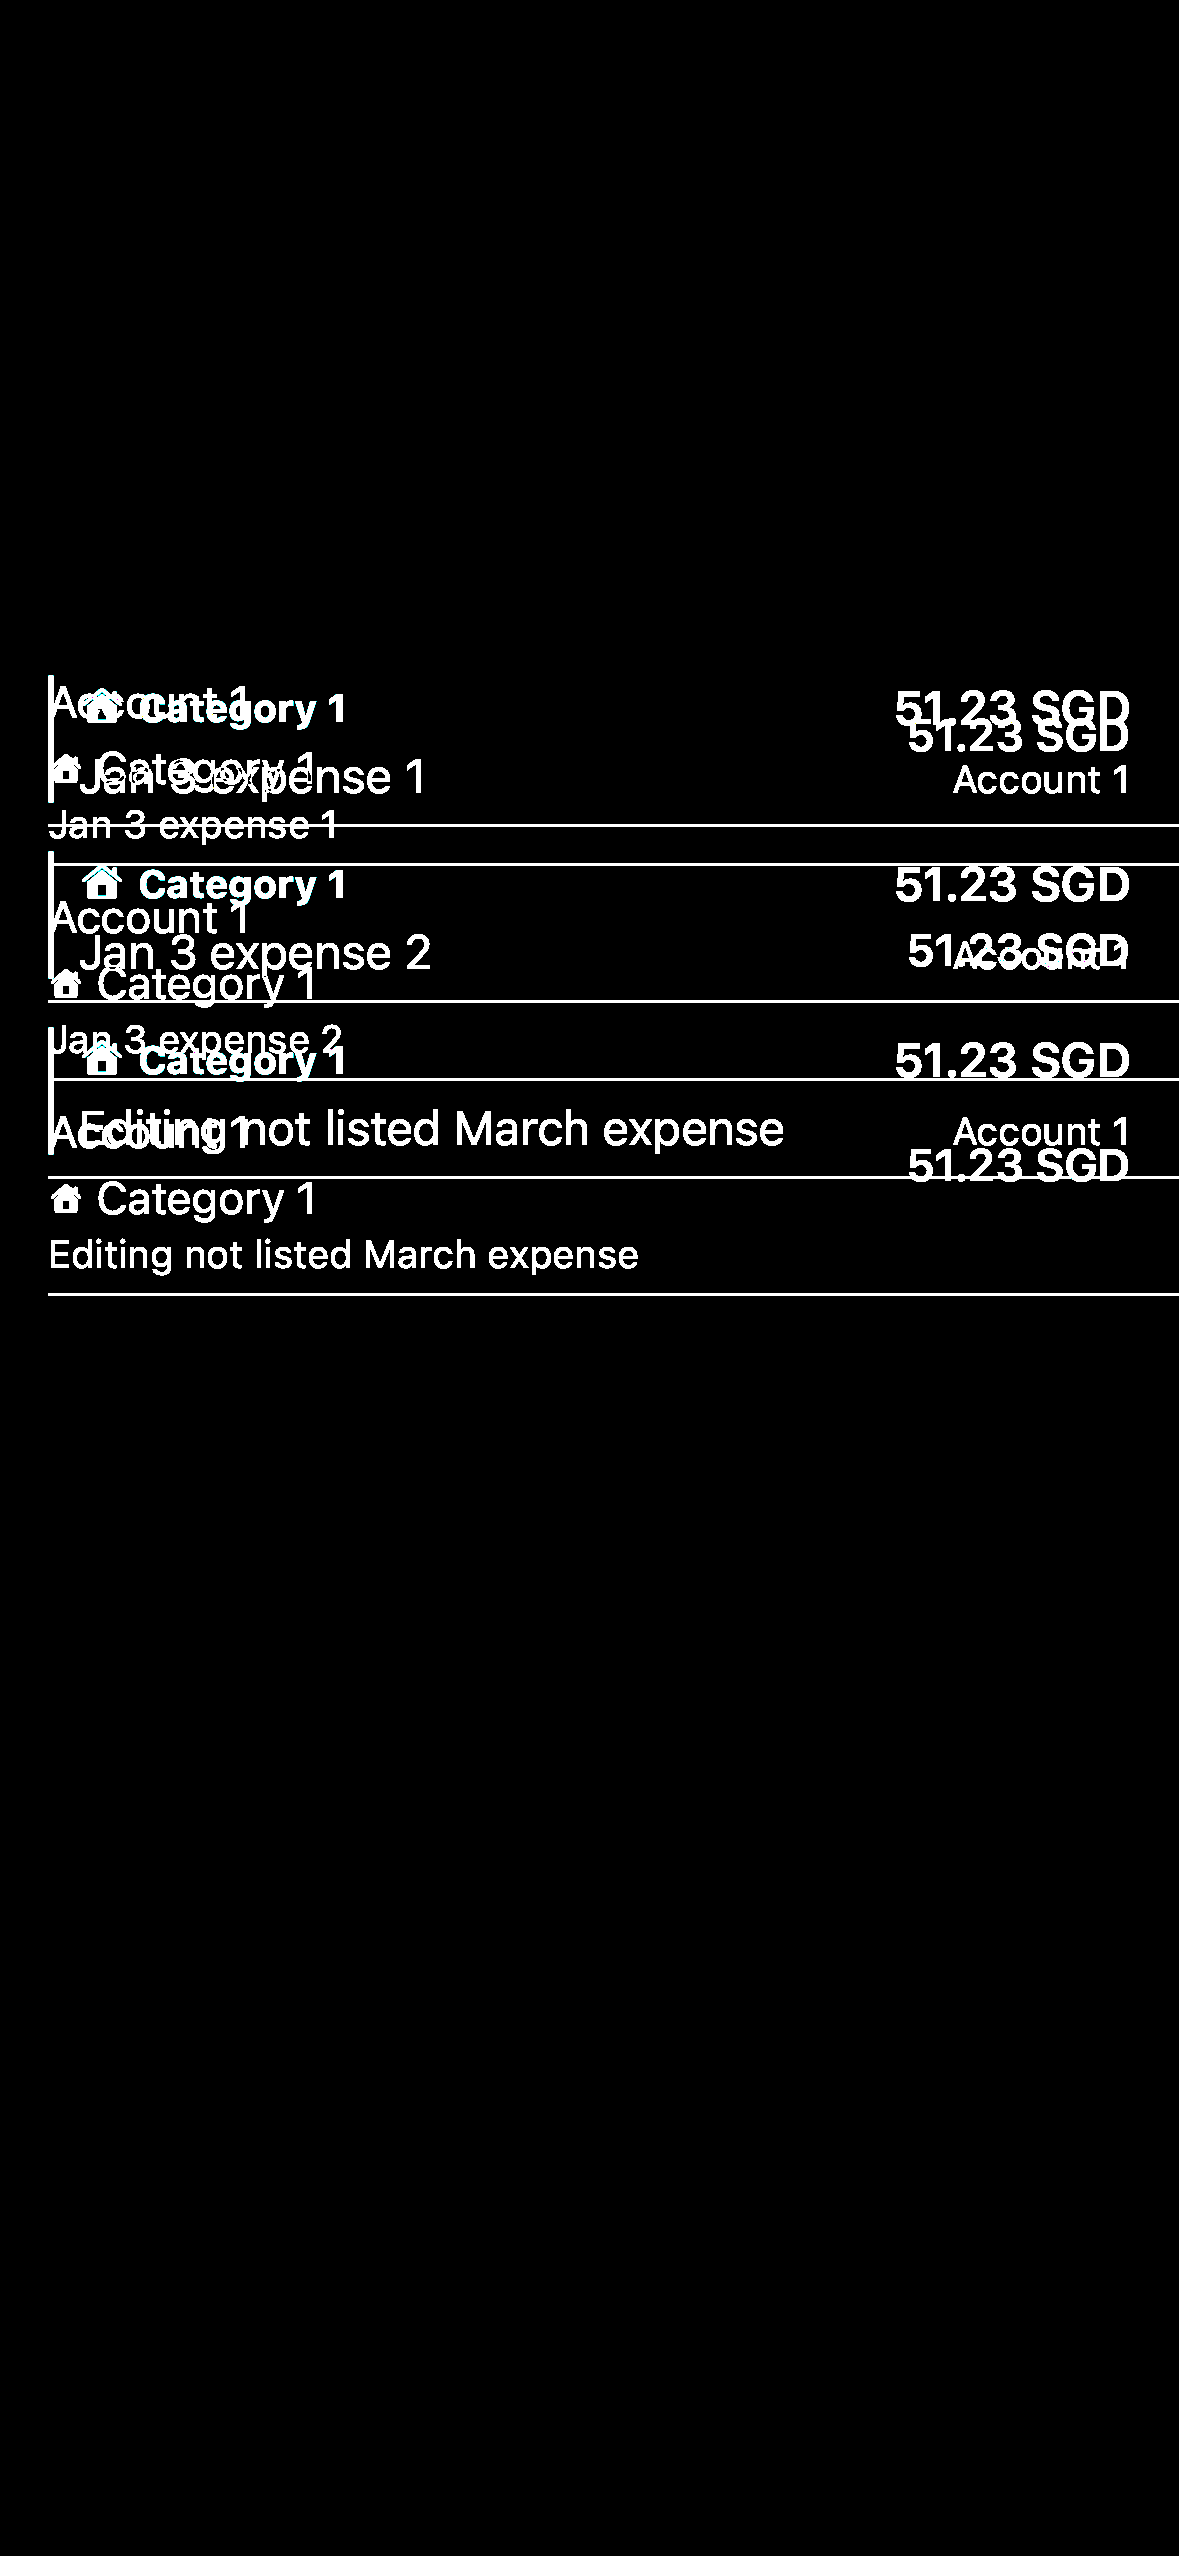 Account 1
Category 1 51.23 SGD
51.23 SGD
Category 1
Jan 3 expense 1 Account 1
Jan 3 expense 1
Category 1 51.23 SGD
Account 1
51.23 SGD
Jan 3 expense 2 Account 1
Category 1
Jan 3 expense 2
Category 1 51.23 SGD
Account 1
Editing not listed March expense Account 1
51.23 SGD
Category 1
Editing not listed March expense